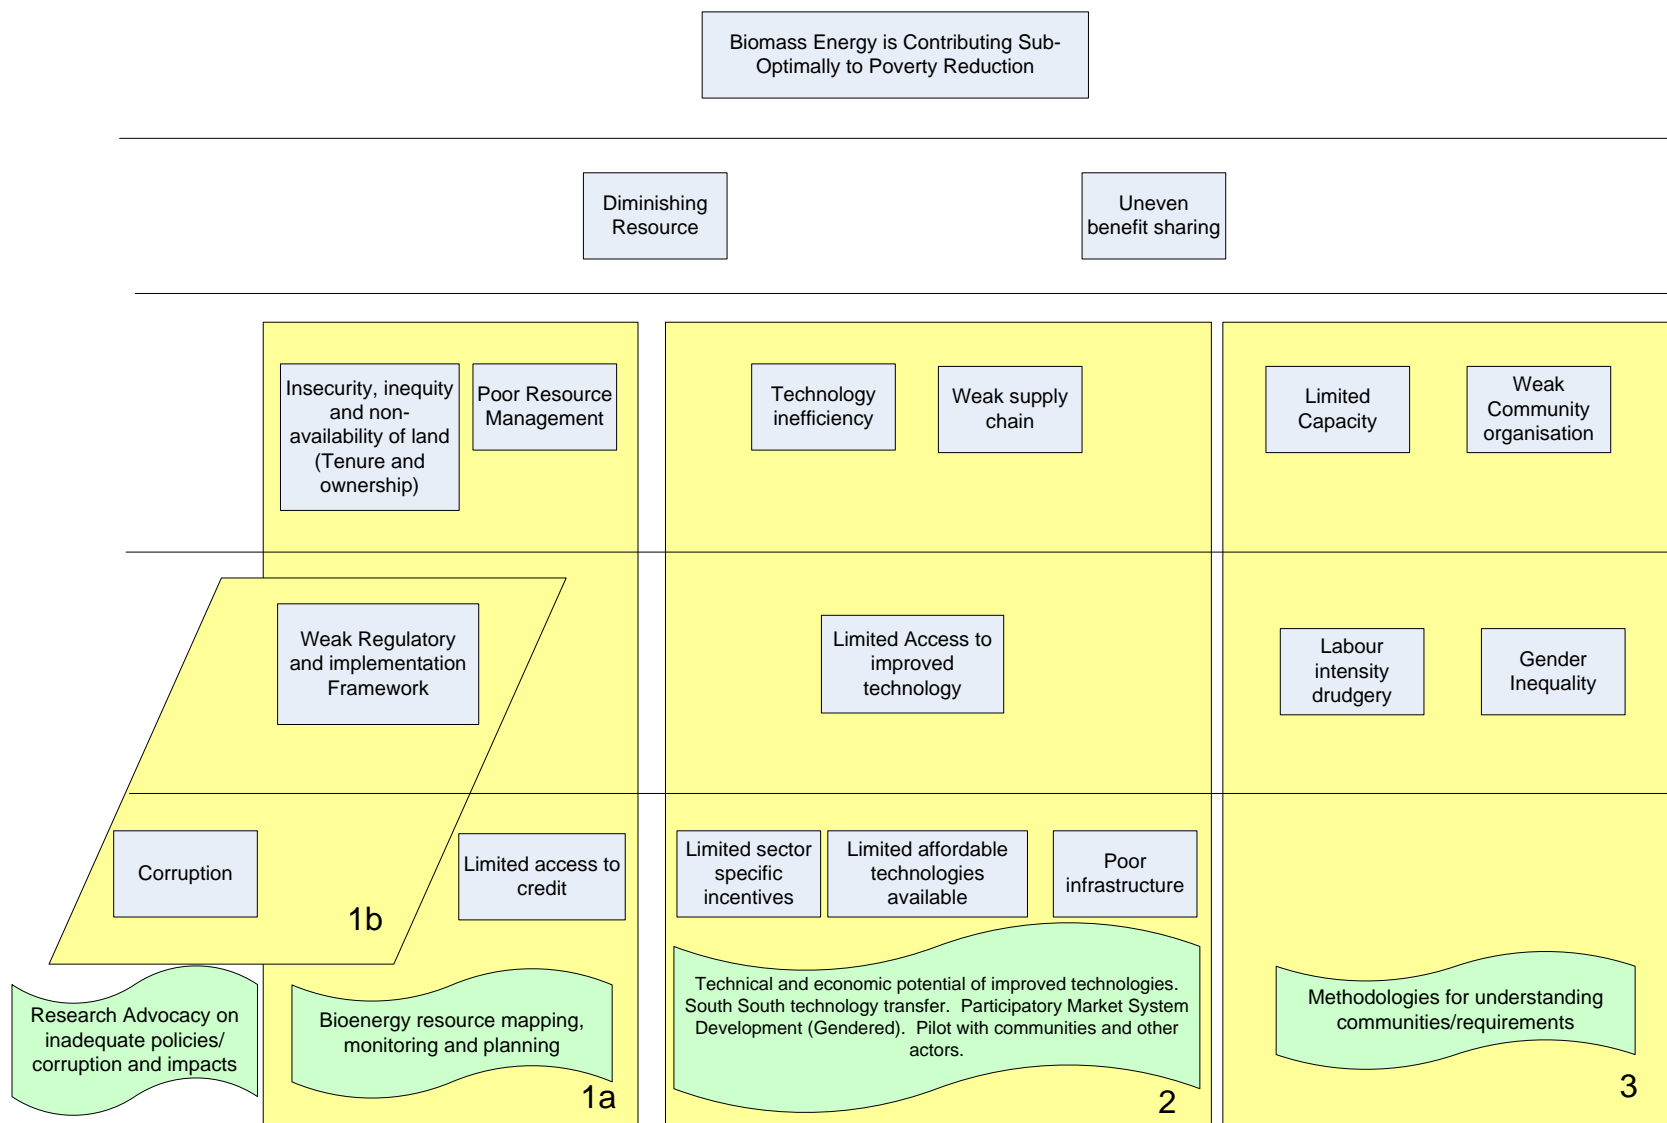 Biomass Energy is Contributing Sub-
Optimally to Poverty Reduction
Diminishing
Resource
Uneven
benefit sharing
Insecurity, inequity
and non-
availability of land
(Tenure and
ownership)
Poor Resource
Management
Technology
inefficiency
Weak supply
chain
Limited
Capacity
Weak
Community
organisation
Weak Regulatory
and implementation
Framework
Limited Access to
improved
technology
Labour
intensity
drudgery
Gender
Inequality
Corruption
1b
Limited access to
credit
Limited sector
specific
incentives
Limited affordable
technologies
available
Poor
infrastructure
Research Advocacy on
inadequate policies/
corruption and impacts
Bioenergy resource mapping,
monitoring and planning
1a
Technical and economic potential of improved technologies.
South South technology transfer.  Participatory Market System
Development (Gendered).  Pilot with communities and other
actors.
2
Methodologies for understanding
communities/requirements
3